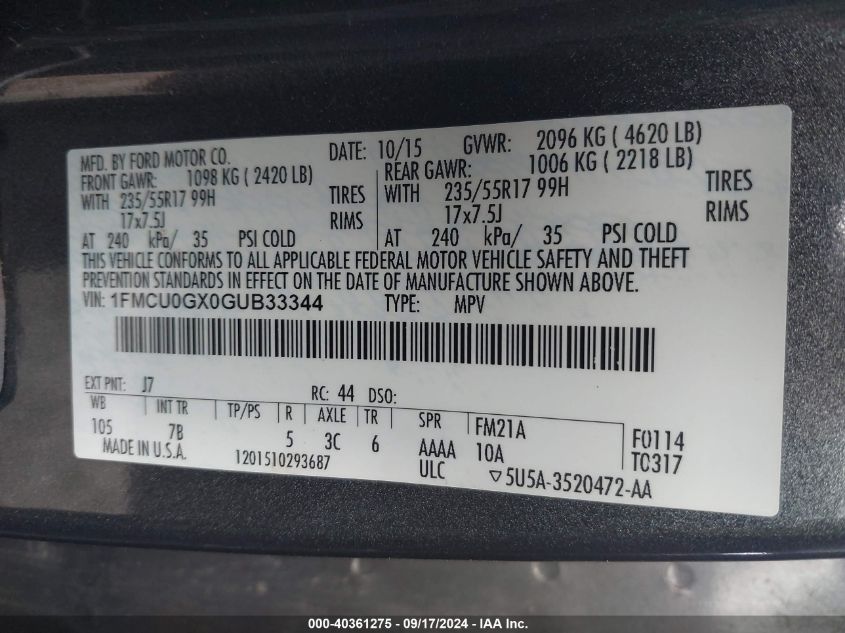 MFD. BY FORD MOTOR CO. DATE: 10/15 GVWR: 2096 KG ( 4620 LB)
FRONT GAWR: 1098 KG ( 2420 LB) REAR GAWR: 1006 KG ( 2218 LB)
WITH 235/55R17 99H TIRES WITH 235/55R17 99H TIRES
17x7.5J RIMS 17x7.5J RIMS
AT 240 kPa/ 35 PSI COLD AT 240 kPa/ 35 PSI COLD
THIS VEHICLE CONFORMS TO ALL APPLICABLE FEDERAL MOTOR VEHICLE SAFETY AND THEFT
PREVENTION STANDARDS IN EFFECT ON THE DATE OF MANUFACTURE SHOWN ABOVE.
VIN: 1FMCU0GX0GUB33344 TYPE: MPV
EXT PNT: J7 RC: 44 DSO:
WB INT TR TP/PS R AXLE TR SPR FM21A F0114
105 7B 5 3C 6 AAAA 10A T0317
MADE IN U.S.A. 1201510293687 ULC ▽5U5A-3520472-AA
000-40361275 - 09/17/2024 - IAA Inc.